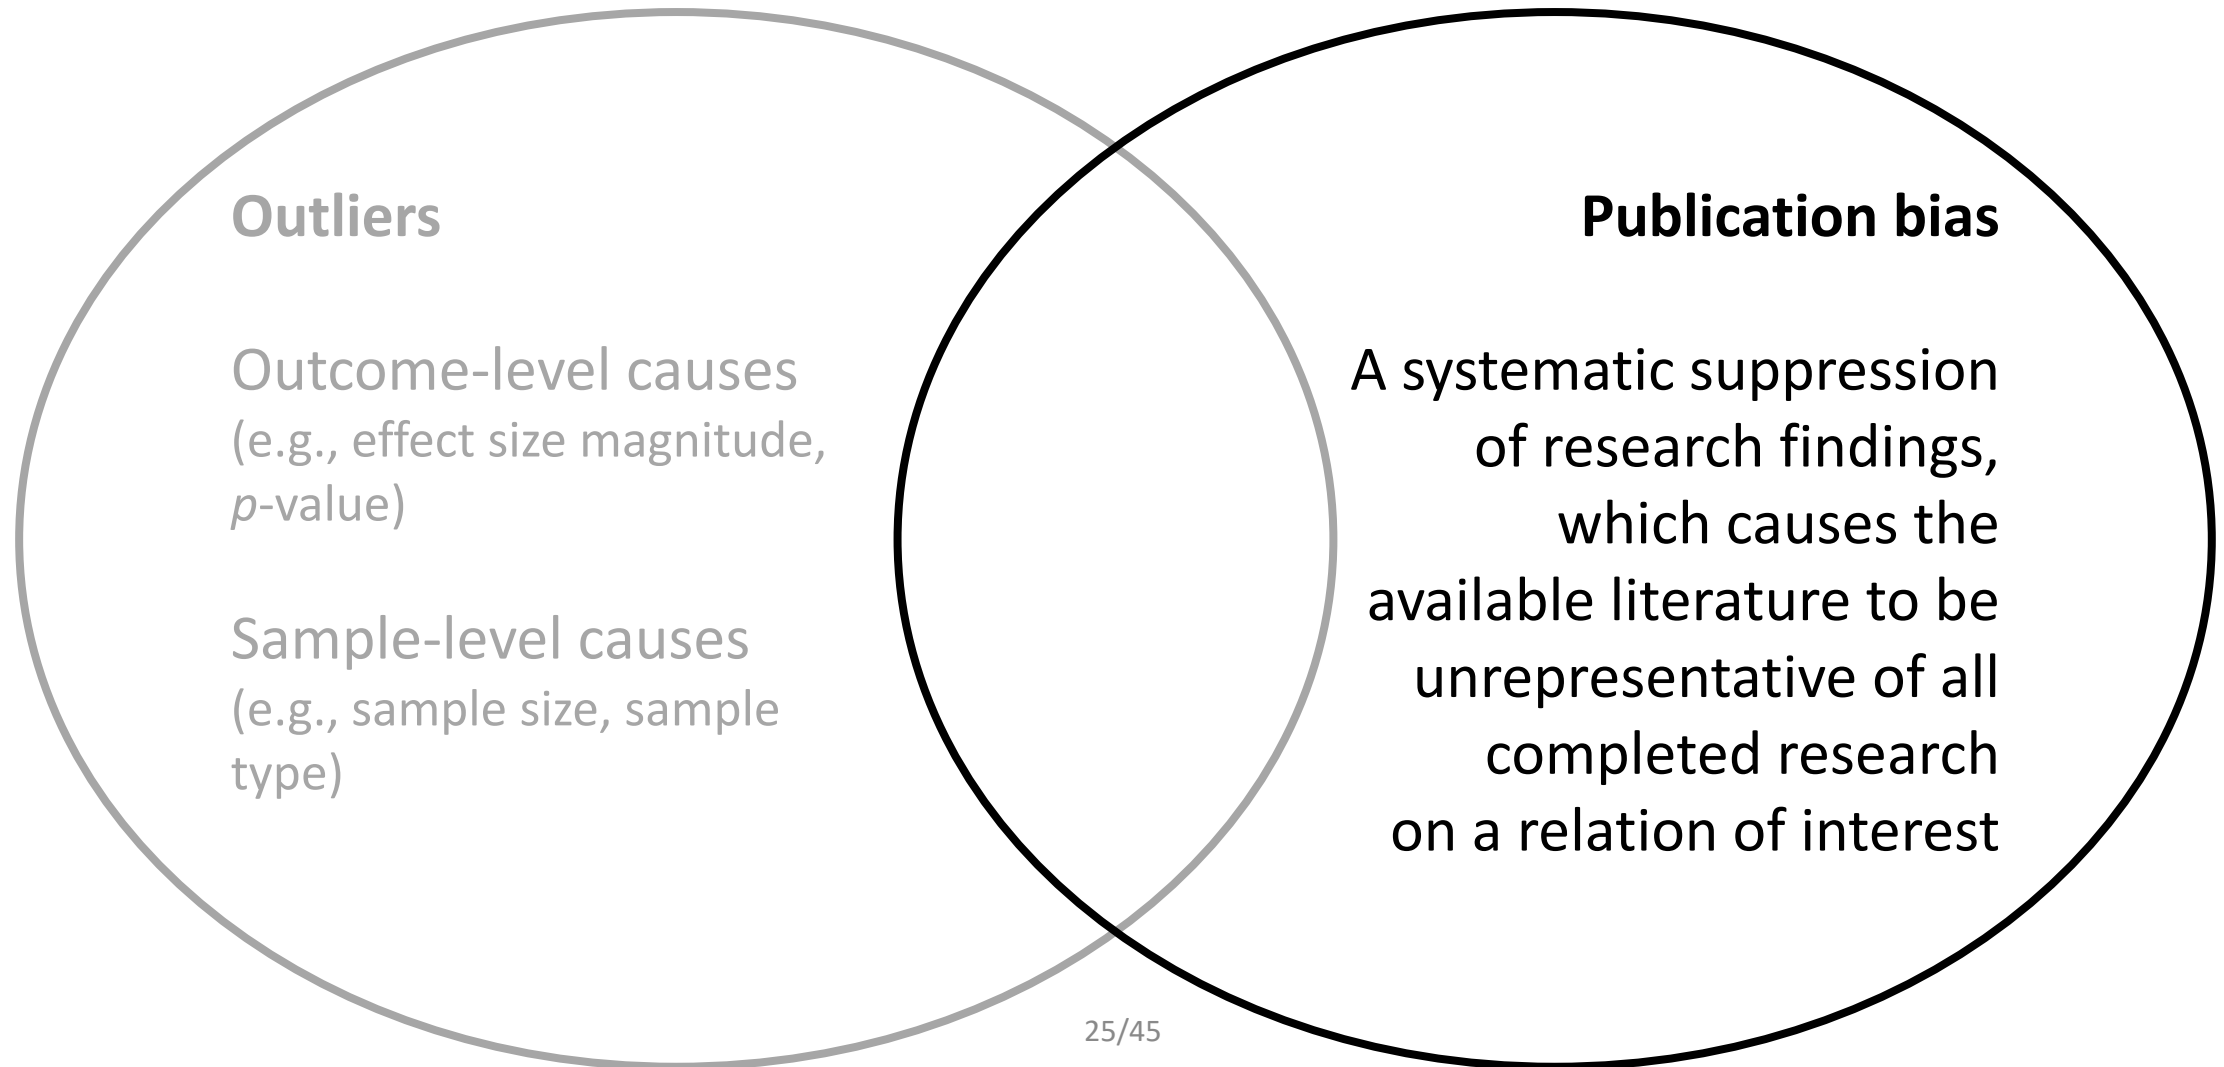 Outliers
Outcome-level causes
(e.g., effect size magnitude,
p-value)
Sample-level causes
(e.g., sample size, sample
type)
Publication bias
A systematic suppression
of research findings,
which causes the
available literature to be
unrepresentative of all
completed research
on a relation of interest
25/45